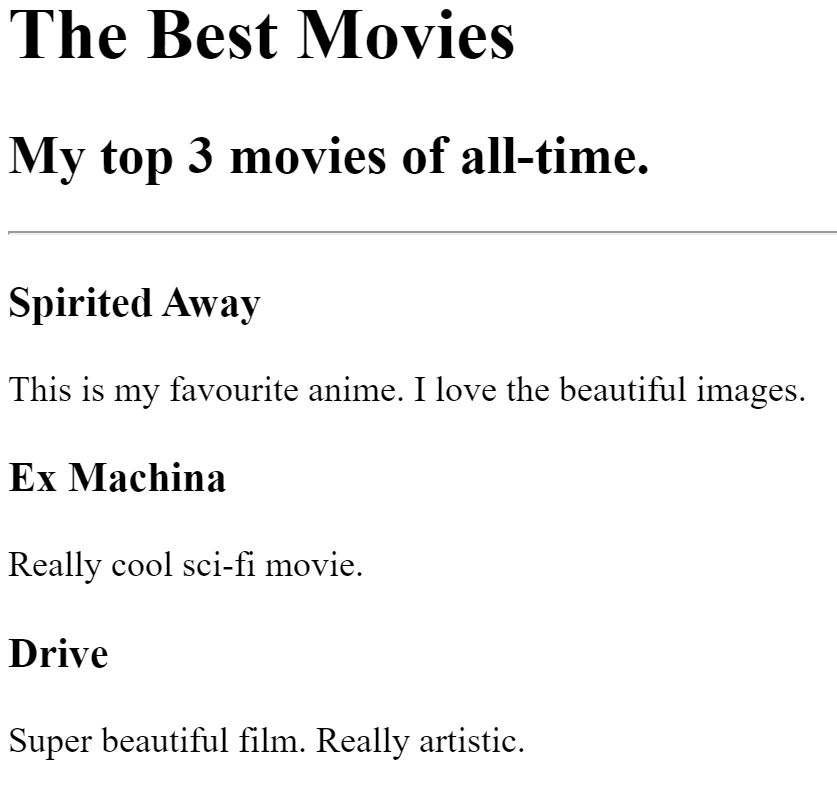 The Best Movies
My top 3 movies of all-time.
Spirited Away
This is my favourite anime. I love the beautiful images.
Ex Machina
Really cool sci-fi movie.
Drive
Super beautiful film. Really artistic.